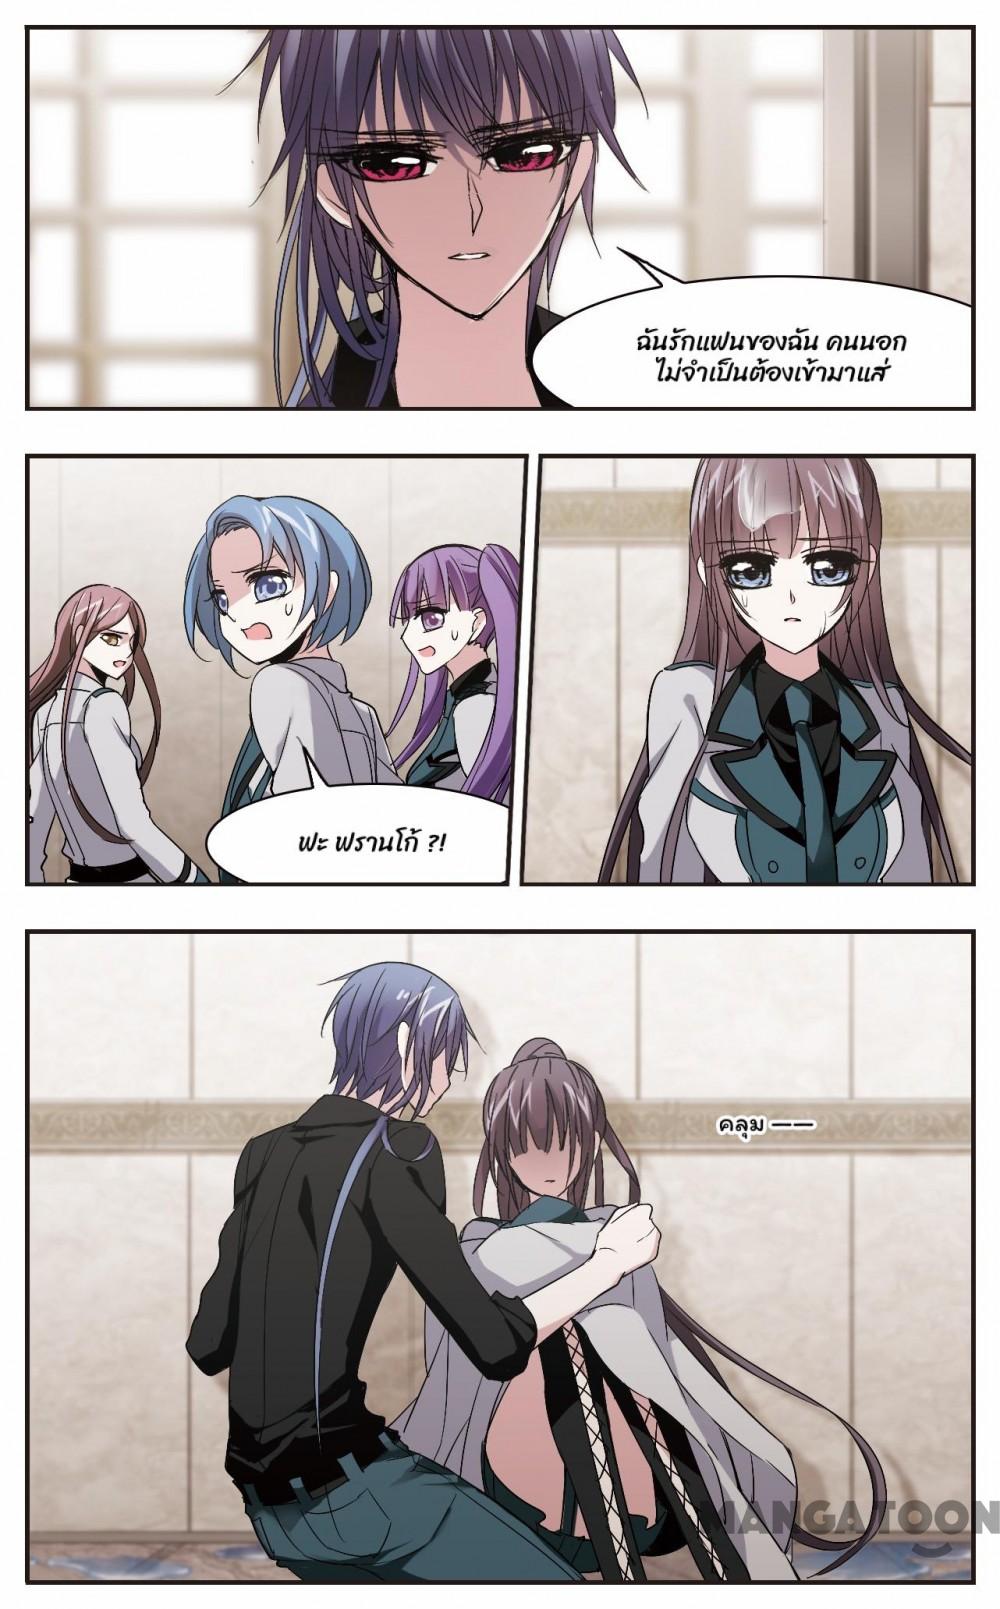 ฉันรักแฟนของฉัน คนนอก
ไม่จำเป็นต้องเข้ามาแส่
ฟะ ฟรานโก้ ?!
คลุม ——
MANGATOON